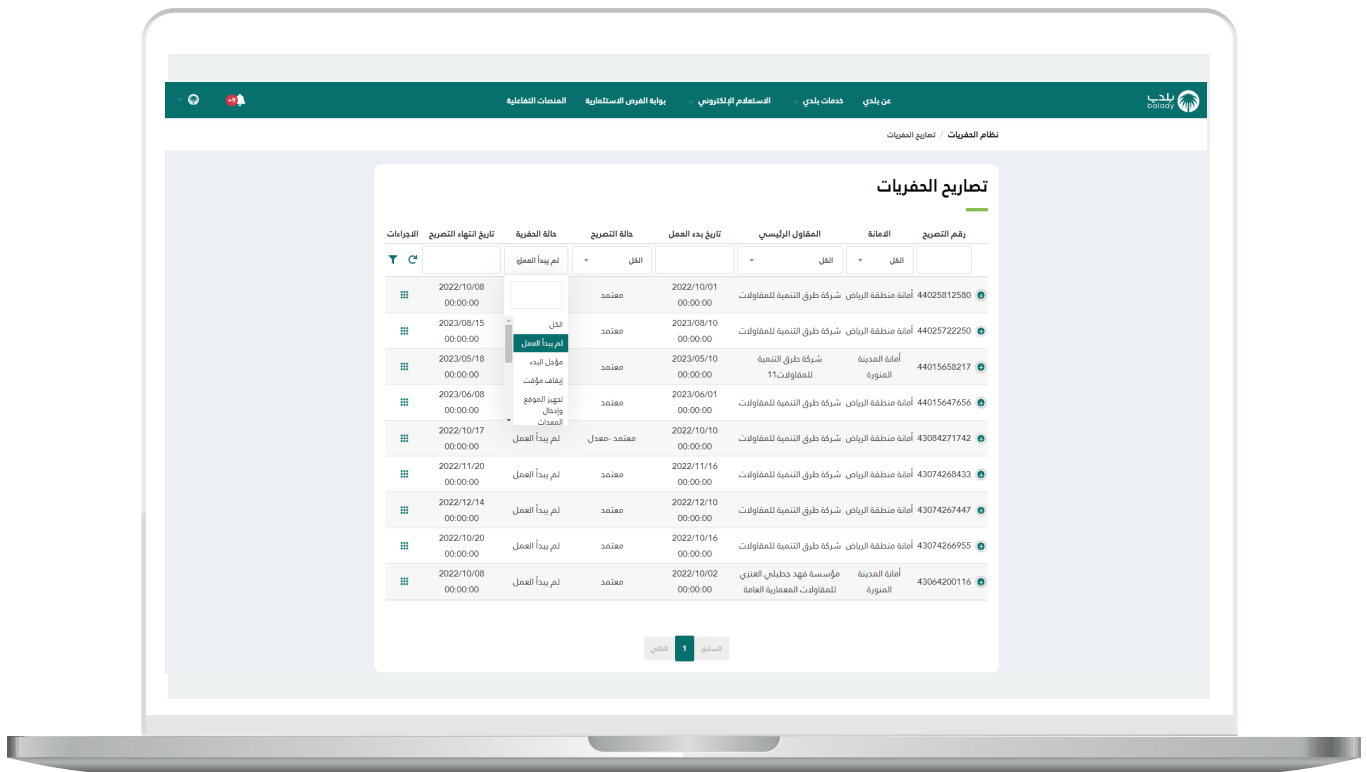 بلدي
balady
عن بلدي
خدمات بلدي
الاستعلام الإلكتروني
بوابة الفرص الاستثمارية
المنصات التفاعلية
+9
نظام الحفريات / تصاريح الحفريات
تصاريح الحفريات
رقم التصريح الامانة المقاول الرئيسي تاريخ بدء العمل حالة التصريح حالة الحفرية تاريخ انتهاء التصريح الاجراءات
الكل الكل الكل لم يبدأ العمل
44025812580 أمانة منطقة الرياض شركة طرق التنمية للمقاولات 2022/10/01 00:00:00 معتمد 2022/10/08 00:00:00
44025722250 أمانة منطقة الرياض شركة طرق التنمية للمقاولات 2023/08/10 00:00:00 معتمد 2023/08/15 00:00:00
44015658217 أمانة المدينة المنورة شركة طرق التنمية للمقاولات11 2023/05/10 00:00:00 معتمد 2023/05/18 00:00:00
44015647656 أمانة منطقة الرياض شركة طرق التنمية للمقاولات 2023/06/01 00:00:00 معتمد 2023/06/08 00:00:00
الكل
لم يبدأ العمل
مؤجل البدء
إيقاف مؤقت
تجهيز الموقع
وإدخال
المعدات
43084271742 أمانة منطقة الرياض شركة طرق التنمية للمقاولات 2022/10/10 00:00:00 معتمد -معدل لم يبدأ العمل 2022/10/17 00:00:00
43074268433 أمانة منطقة الرياض شركة طرق التنمية للمقاولات 2022/11/16 00:00:00 معتمد لم يبدأ العمل 2022/11/20 00:00:00
43074267447 أمانة منطقة الرياض شركة طرق التنمية للمقاولات 2022/12/10 00:00:00 معتمد لم يبدأ العمل 2022/12/14 00:00:00
43074266955 أمانة منطقة الرياض شركة طرق التنمية للمقاولات 2022/10/16 00:00:00 معتمد لم يبدأ العمل 2022/10/20 00:00:00
43064200116 أمانة المدينة المنورة مؤسسة فهد حطيلي العنزي للمقاولات المعمارية العامة 2022/10/02 00:00:00 معتمد لم يبدأ العمل 2022/10/08 00:00:00
السابق 1 التالي